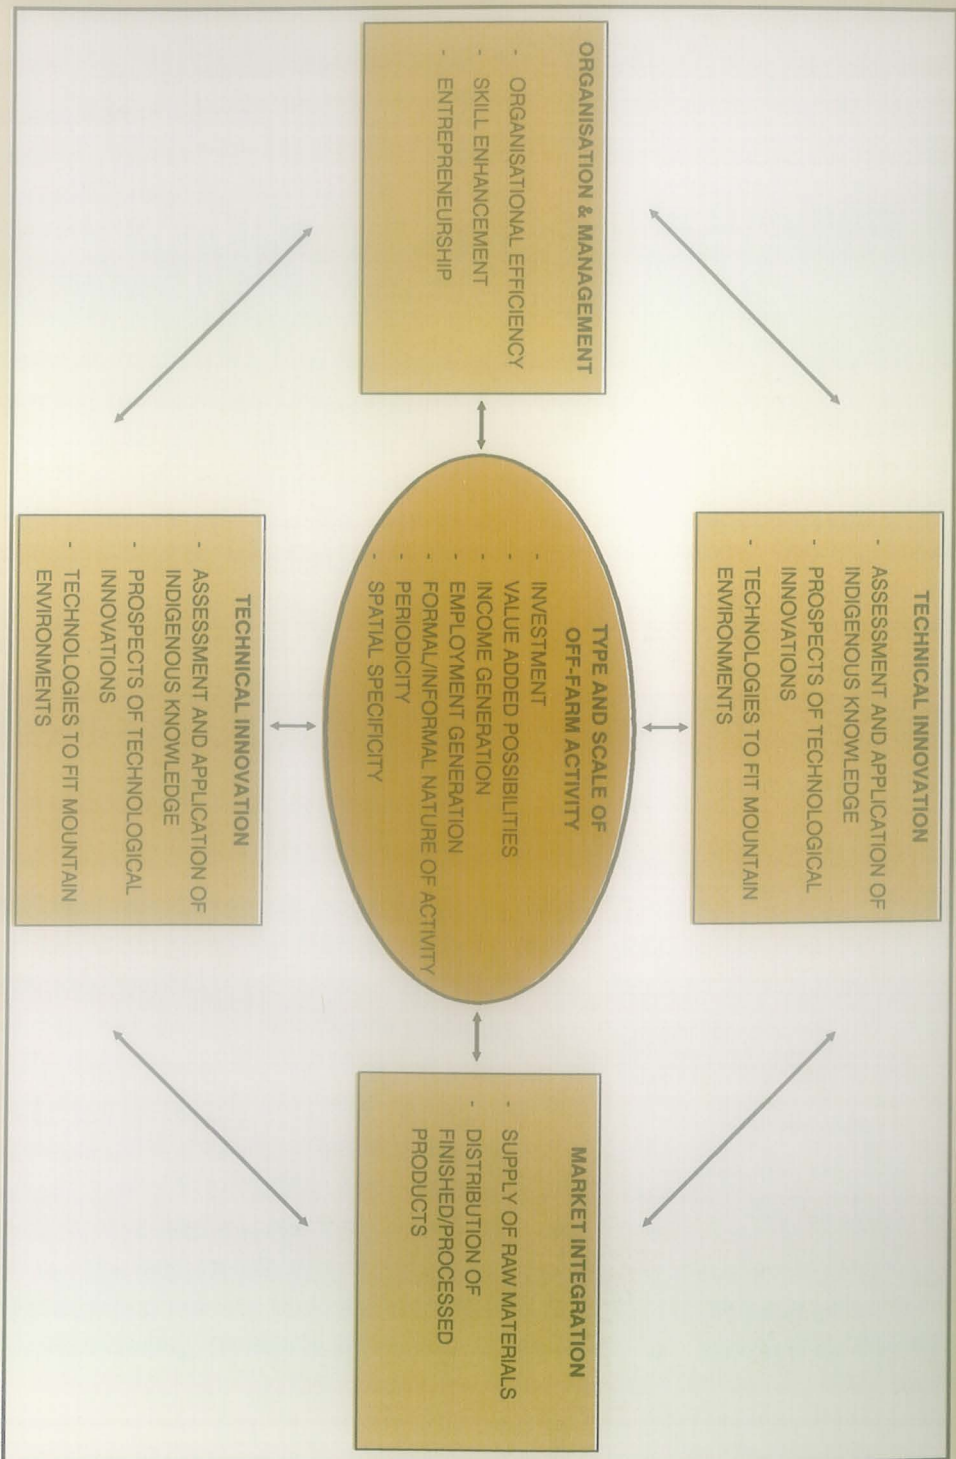 TECHNICAL INNOVATION
- ASSESSMENT AND APPLICATION OF
INDIGENOUS KNOWLEDGE
- PROSPECTS OF TECHNOLOGICAL
INNOVATIONS
- TECHNOLOGIES TO FIT MOUNTAIN
ENVIRONMENTS
ORGANISATION & MANAGEMENT
- ORGANISATIONAL EFFICIENCY
- SKILL ENHANCEMENT
- ENTREPRENEURSHIP
TYPE AND SCALE OF
OFF-FARM ACTIVITY
- INVESTMENT
- VALUE ADDED POSSIBILITIES
- INCOME GENERATION
- EMPLOYMENT GENERATION
- FORMAL/INFORMAL NATURE OF ACTIVITY
- PERIODICITY
- SPATIAL SPECIFICITY
MARKET INTEGRATION
- SUPPLY OF RAW MATERIALS
- DISTRIBUTION OF
FINISHED/PROCESSED
PRODUCTS
TECHNICAL INNOVATION
- ASSESSMENT AND APPLICATION OF
INDIGENOUS KNOWLEDGE
- PROSPECTS OF TECHNOLOGICAL
INNOVATIONS
- TECHNOLOGIES TO FIT MOUNTAIN
ENVIRONMENTS